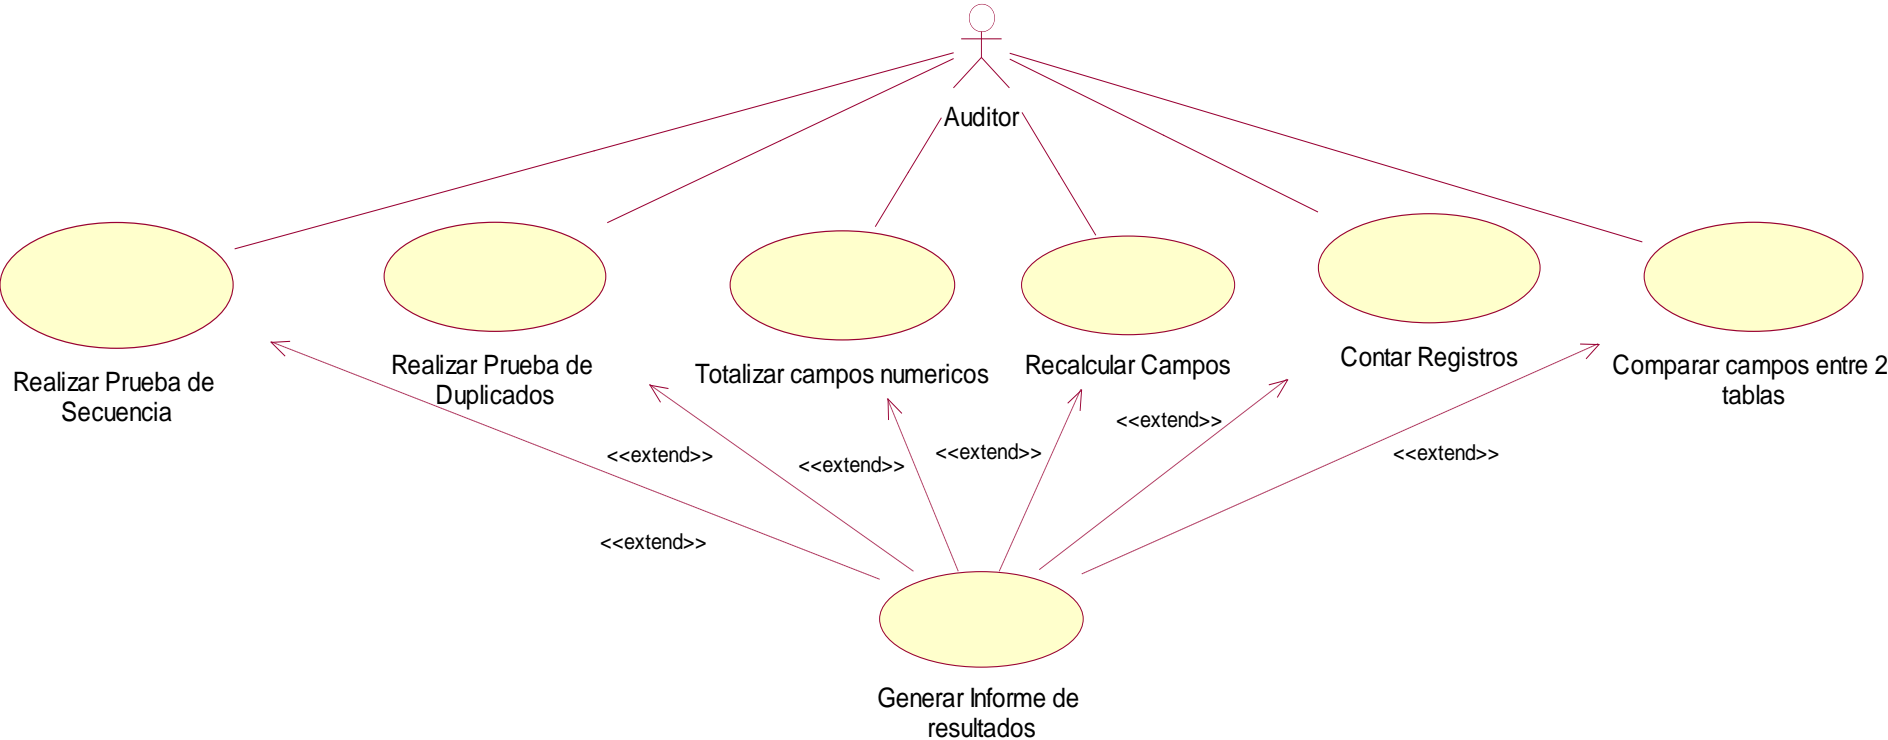 Auditor
Realizar Prueba de
Secuencia
Realizar Prueba de
Duplicados
Totalizar campos numericos
Recalcular Campos
Contar Registros
Comparar campos entre 2
tablas
<<extend>>
<<extend>>
<<extend>>
<<extend>>
<<extend>>
<<extend>>
Generar Informe de
resultados